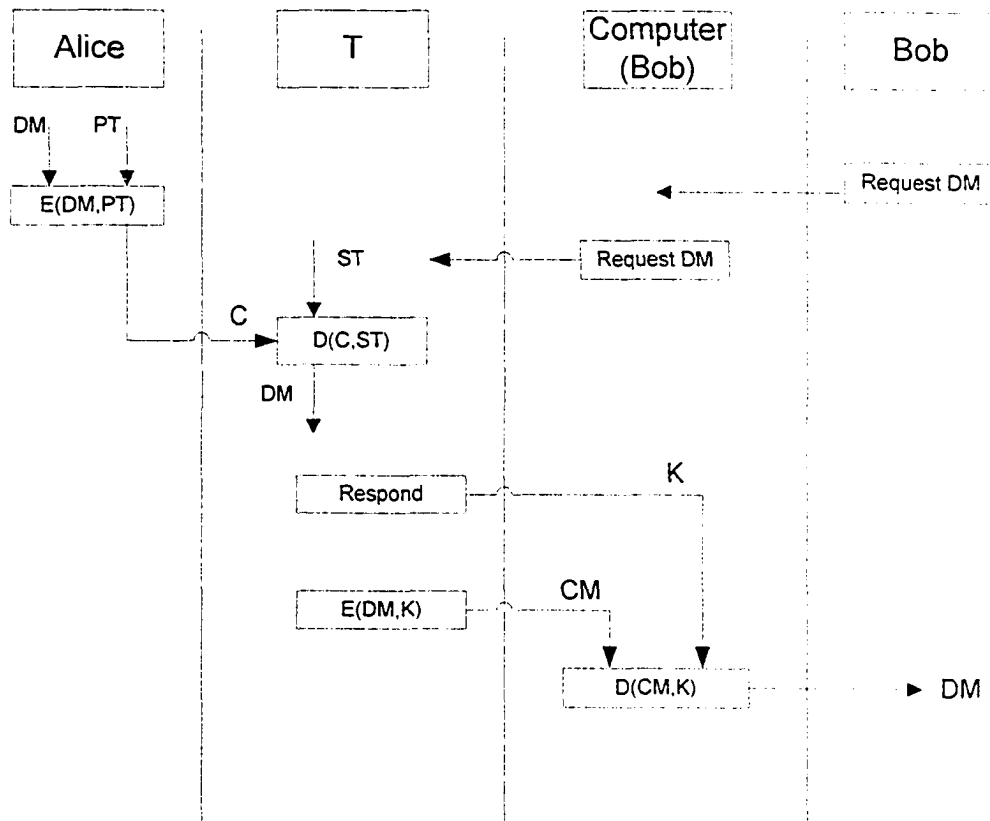 Alice
T
Computer
(Bob)
Bob
DM PT
E(DM,PT)
Request DM
ST
Request DM
C
D(C,ST)
DM
Respond
K
E(DM,K)
CM
D(CM,K)
DM